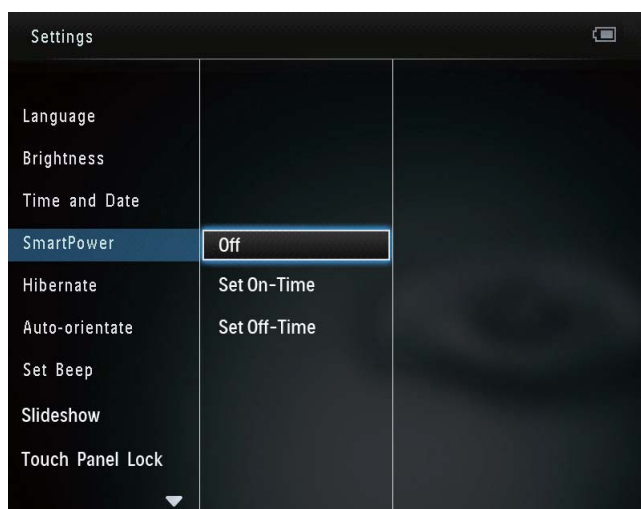 Settings
Language
Brightness
Time and Date
SmartPower
Hibernate
Auto-orientate
Set Beep
Slideshow
Touch Panel Lock
Off
Set On-Time
Set Off-Time